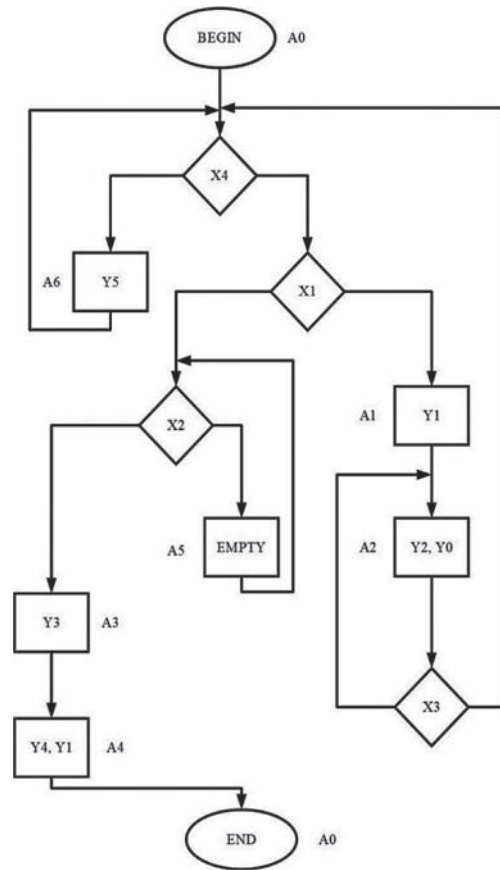 BEGIN A0
X4
A6 Y5
X1
A1 Y1
X2
A5 EMPTY
A2 Y2, Y0
Y3 A3
X3
Y4, Y1 A4
END A0